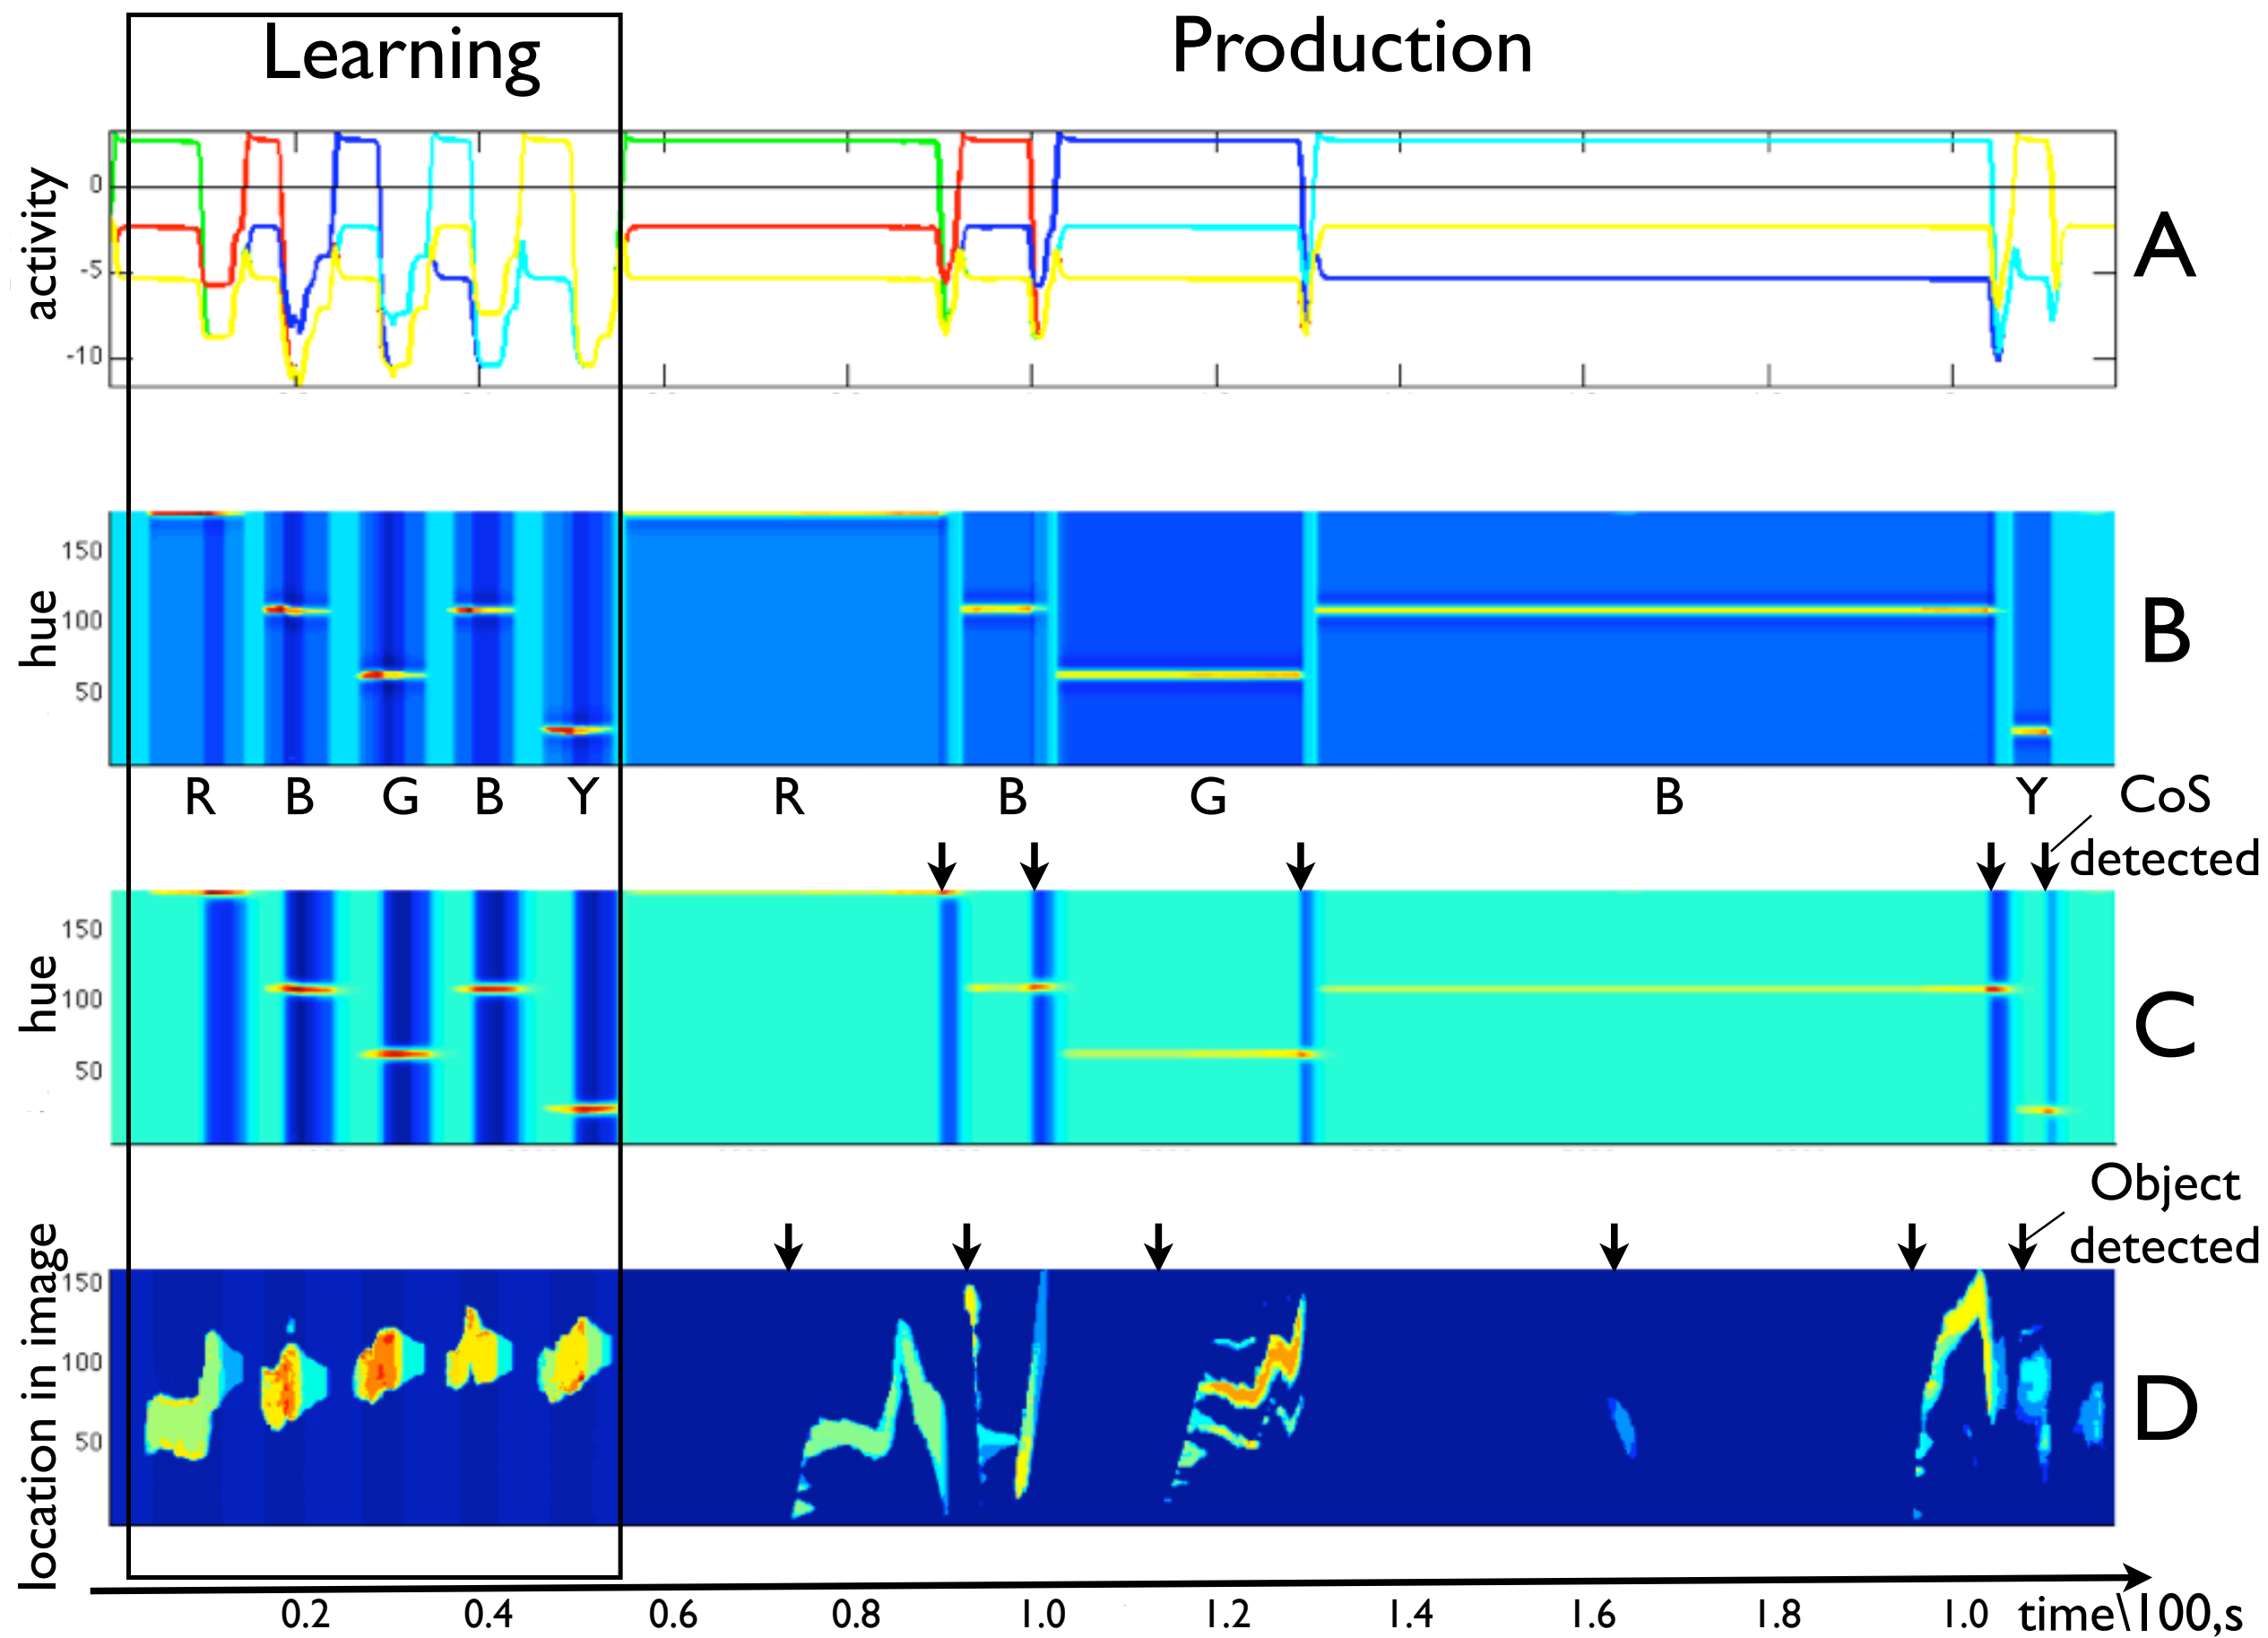 Learning
Production
activity
0
-5
-10
A
hue
150
100
50
B
R B G B Y R B G B Y CoS
detected
hue
150
100
50
C
Object
detected
location in image
150
100
50
D
0.2 0.4 0.6 0.8 1.0 1.2 1.4 1.6 1.8 1.0 time\100,s